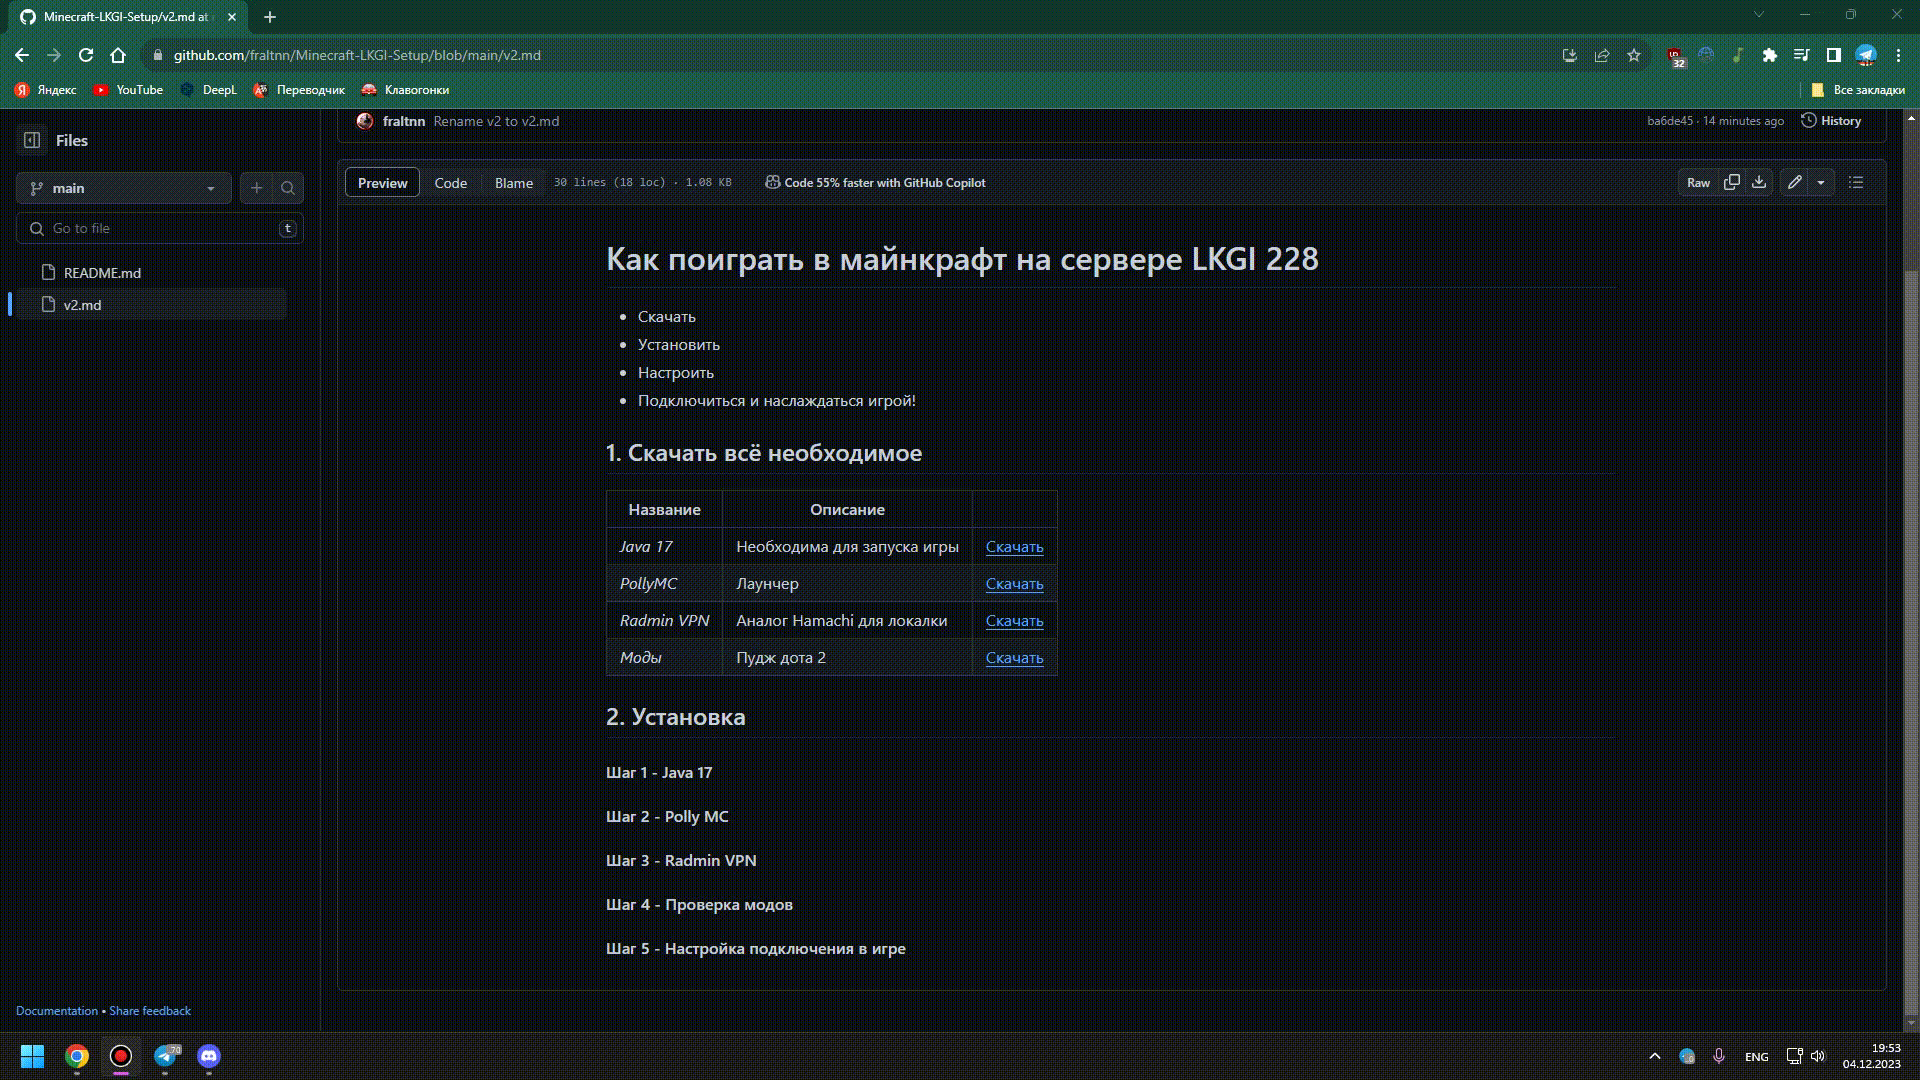 Minecraft-LKGI-Setup/v2.md at
github.com/fraltnn/Minecraft-LKGI-Setup/blob/main/v2.md
32
Яндекс
YouTube
DeepL
Переводчик
Клавогонки
Все закладки
Files
fraltnn Rename v2 to v2.md
ba6de45 · 14 minutes ago
History
main
Preview
Code
Blame
30 lines (18 loc) · 1.08 KB
Code 55% faster with GitHub Copilot
Raw
Go to file
t
README.md
v2.md
Как поиграть в майнкрафт на сервере LKGI 228
• Скачать
• Установить
• Настроить
• Подключиться и наслаждаться игрой!
1. Скачать всё необходимое
Название Описание
Java 17 Необходима для запуска игры Скачать
PollyMC Лаунчер Скачать
Radmin VPN Аналог Hamachi для локалки Скачать
Моды Пудж дота 2 Скачать
2. Установка
Шаг 1 - Java 17
Шаг 2 - Polly MC
Шаг 3 - Radmin VPN
Шаг 4 - Проверка модов
Шаг 5 - Настройка подключения в игре
Documentation • Share feedback
70
ENG
19:53
04.12.2023